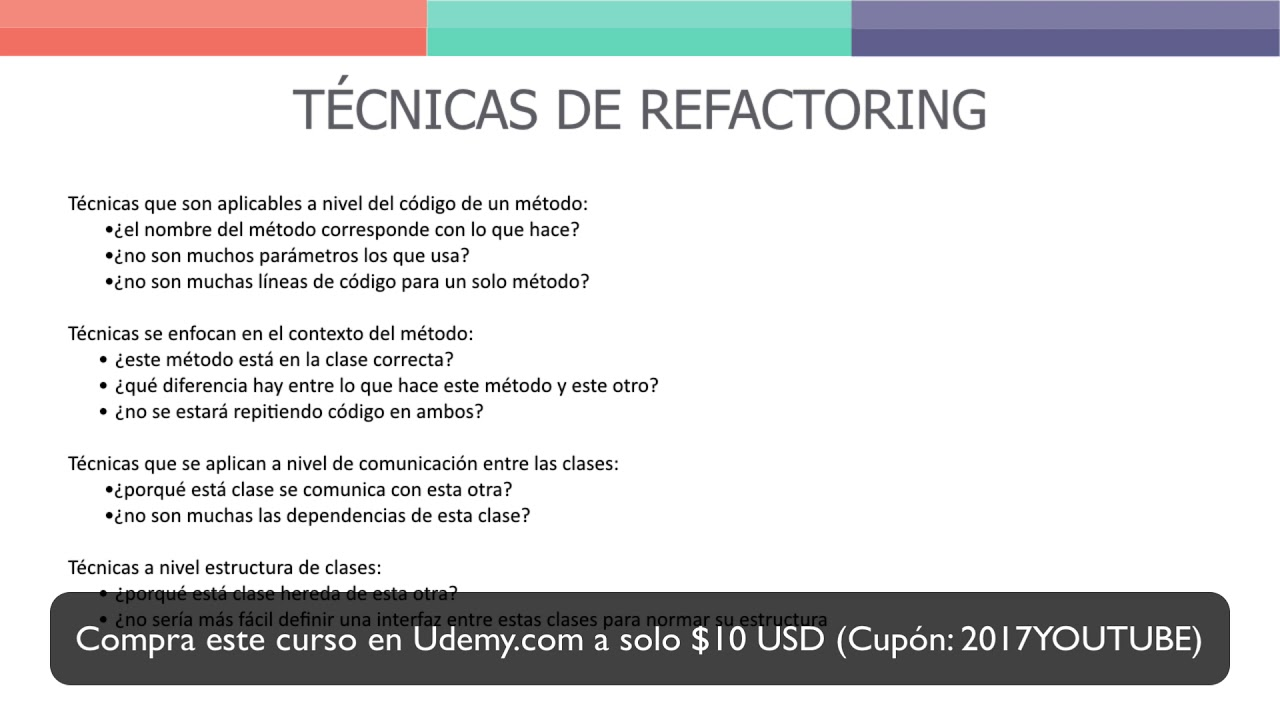 TÉCNICAS DE REFACTORING
Técnicas que son aplicables a nivel del código de un método:
•¿el nombre del método corresponde con lo que hace?
•¿no son muchos parámetros los que usa?
•¿no son muchas líneas de código para un solo método?
Técnicas se enfocan en el contexto del método:
• ¿este método está en la clase correcta?
• ¿qué diferencia hay entre lo que hace este método y este otro?
• ¿no se estará repitiendo código en ambos?
Técnicas que se aplican a nivel de comunicación entre las clases:
•¿porqué está clase se comunica con esta otra?
•¿no son muchas las dependencias de esta clase?
Técnicas a nivel estructura de clases:
• ¿porqué está clase hereda de esta otra?
• ¿no sería más fácil definir una interfaz entre estas clases para normar su estructura
Compra este curso en Udemy.com a solo $10 USD (Cupón: 2017YOUTUBE)